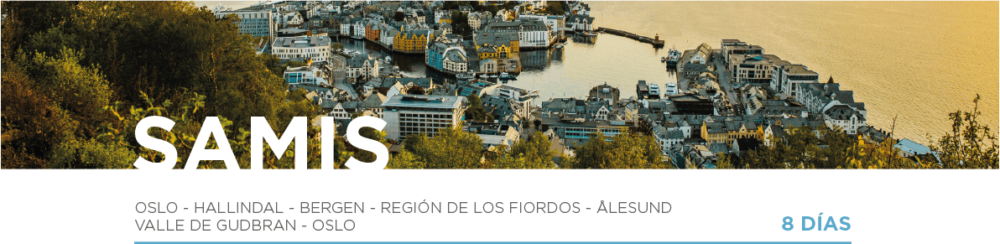 SAMIS
OSLO - HALLINDAL - BERGEN - REGIÓN DE LOS FIORDOS - ÅLESUND
VALLE DE GUDBRAN - OSLO
8 DÍAS